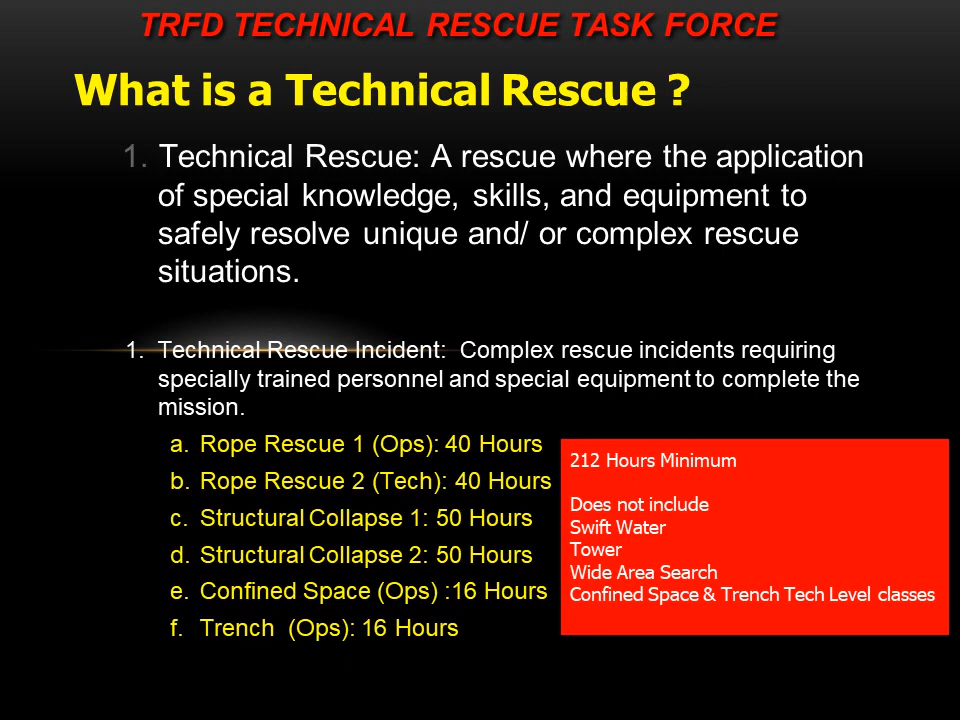 TRFD TECHNICAL RESCUE TASK FORCE
What is a Technical Rescue ?
1. Technical Rescue: A rescue where the application
of special knowledge, skills, and equipment to
safely resolve unique and/ or complex rescue
situations.
1. Technical Rescue Incident:  Complex rescue incidents requiring
specially trained personnel and special equipment to complete the
mission.
a. Rope Rescue 1 (Ops): 40 Hours
b. Rope Rescue 2 (Tech): 40 Hours
c. Structural Collapse 1: 50 Hours
d. Structural Collapse 2: 50 Hours
e. Confined Space (Ops) :16 Hours
f. Trench  (Ops): 16 Hours
212 Hours Minimum
Does not include
Swift Water
Tower
Wide Area Search
Confined Space & Trench Tech Level classes